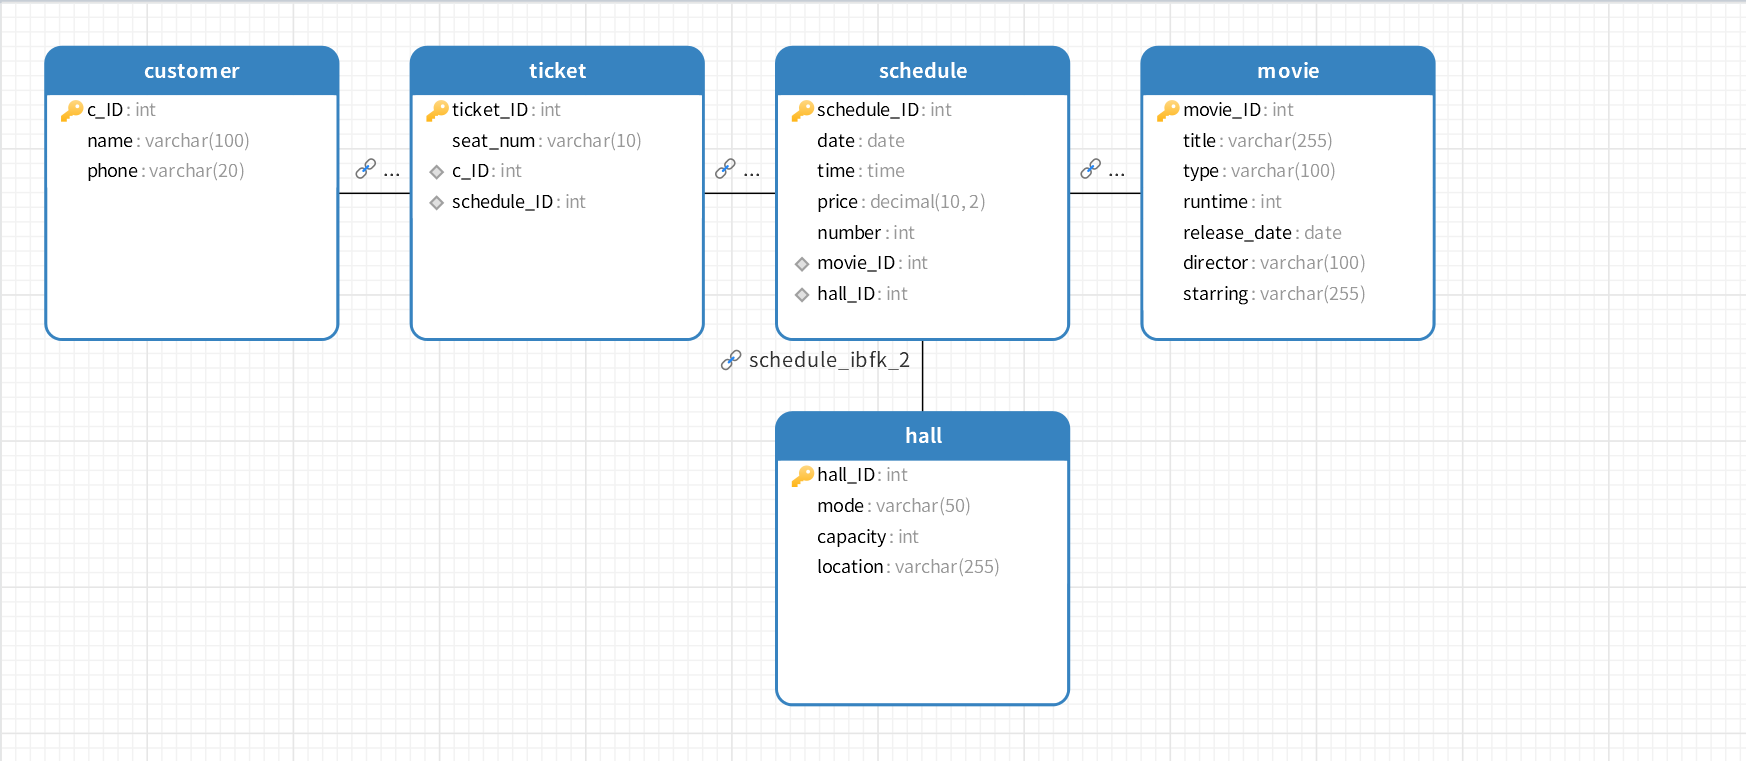 customer
c_ID: int
name: varchar(100)
phone: varchar(20)
...
ticket
ticket_ID: int
seat_num: varchar(10)
c_ID: int
schedule_ID: int
...
schedule
schedule_ID: int
date: date
time: time
price: decimal(10, 2)
number: int
movie_ID: int
hall_ID: int
...
movie
movie_ID: int
title: varchar(255)
type: varchar(100)
runtime: int
release_date: date
director: varchar(100)
starring: varchar(255)
schedule_ibfk_2
hall
hall_ID: int
mode: varchar(50)
capacity: int
location: varchar(255)